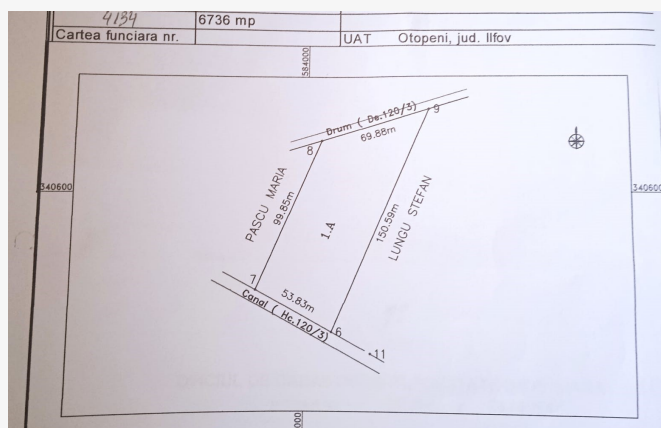 4134
6736 mp
Cartea funciara nr.
UAT Otopeni, jud. Ilfov
584000
Drum ( De.120/3)
9
69.88m
8
340600
340600
PASCU MARIA
99.85m
1.A
150.59m
LUNGU STEFAN
7
53.83m
Canal ( Hc.120/3)
6
11